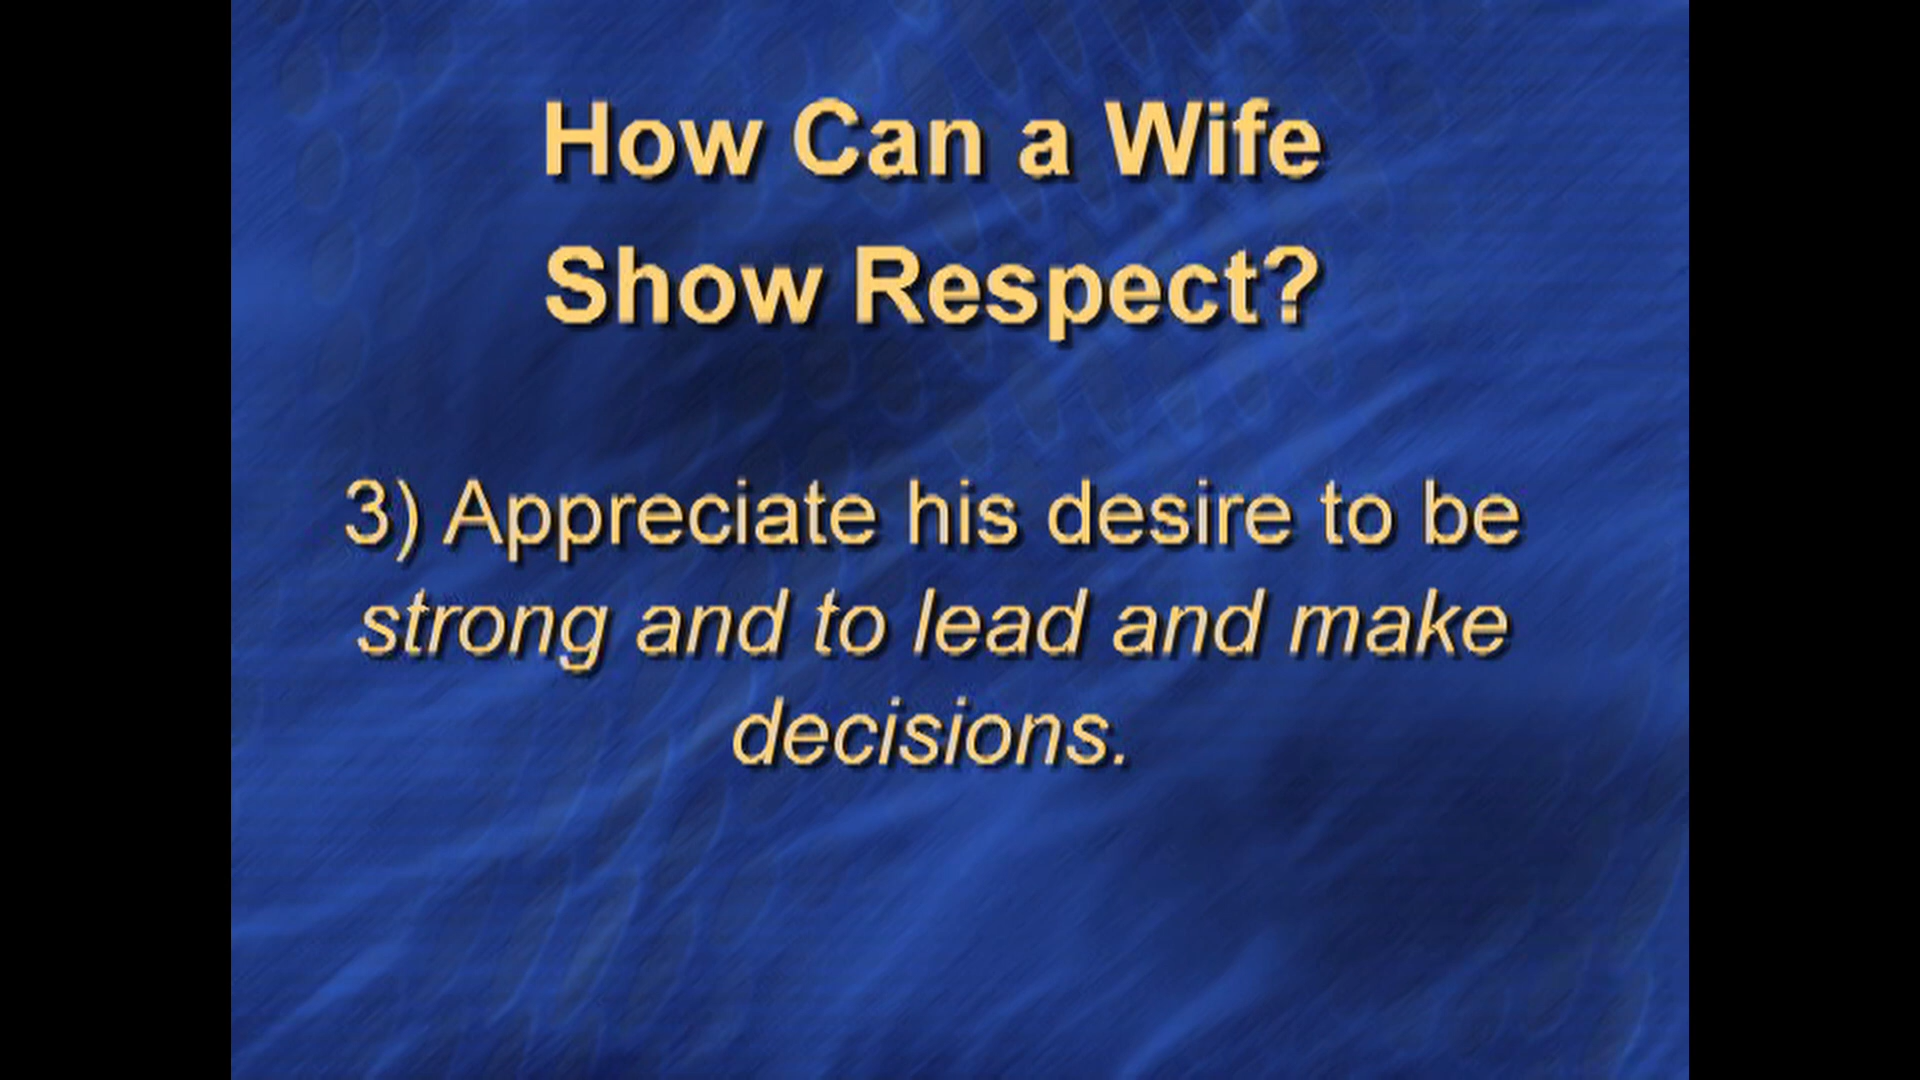 How Can a Wife
Show Respect?
3) Appreciate his desire to be
strong and to lead and make
decisions.